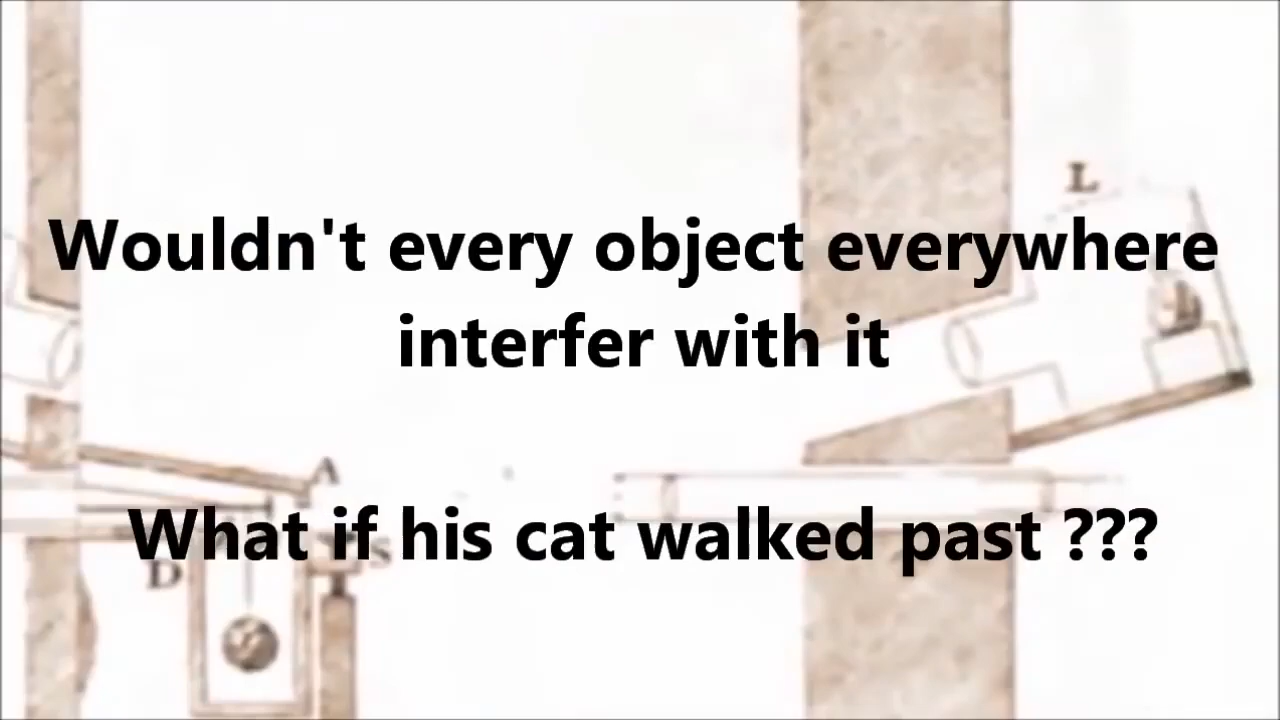 L
Wouldn't every object everywhere
interfer with it
A
What if his cat walked past ???
D S